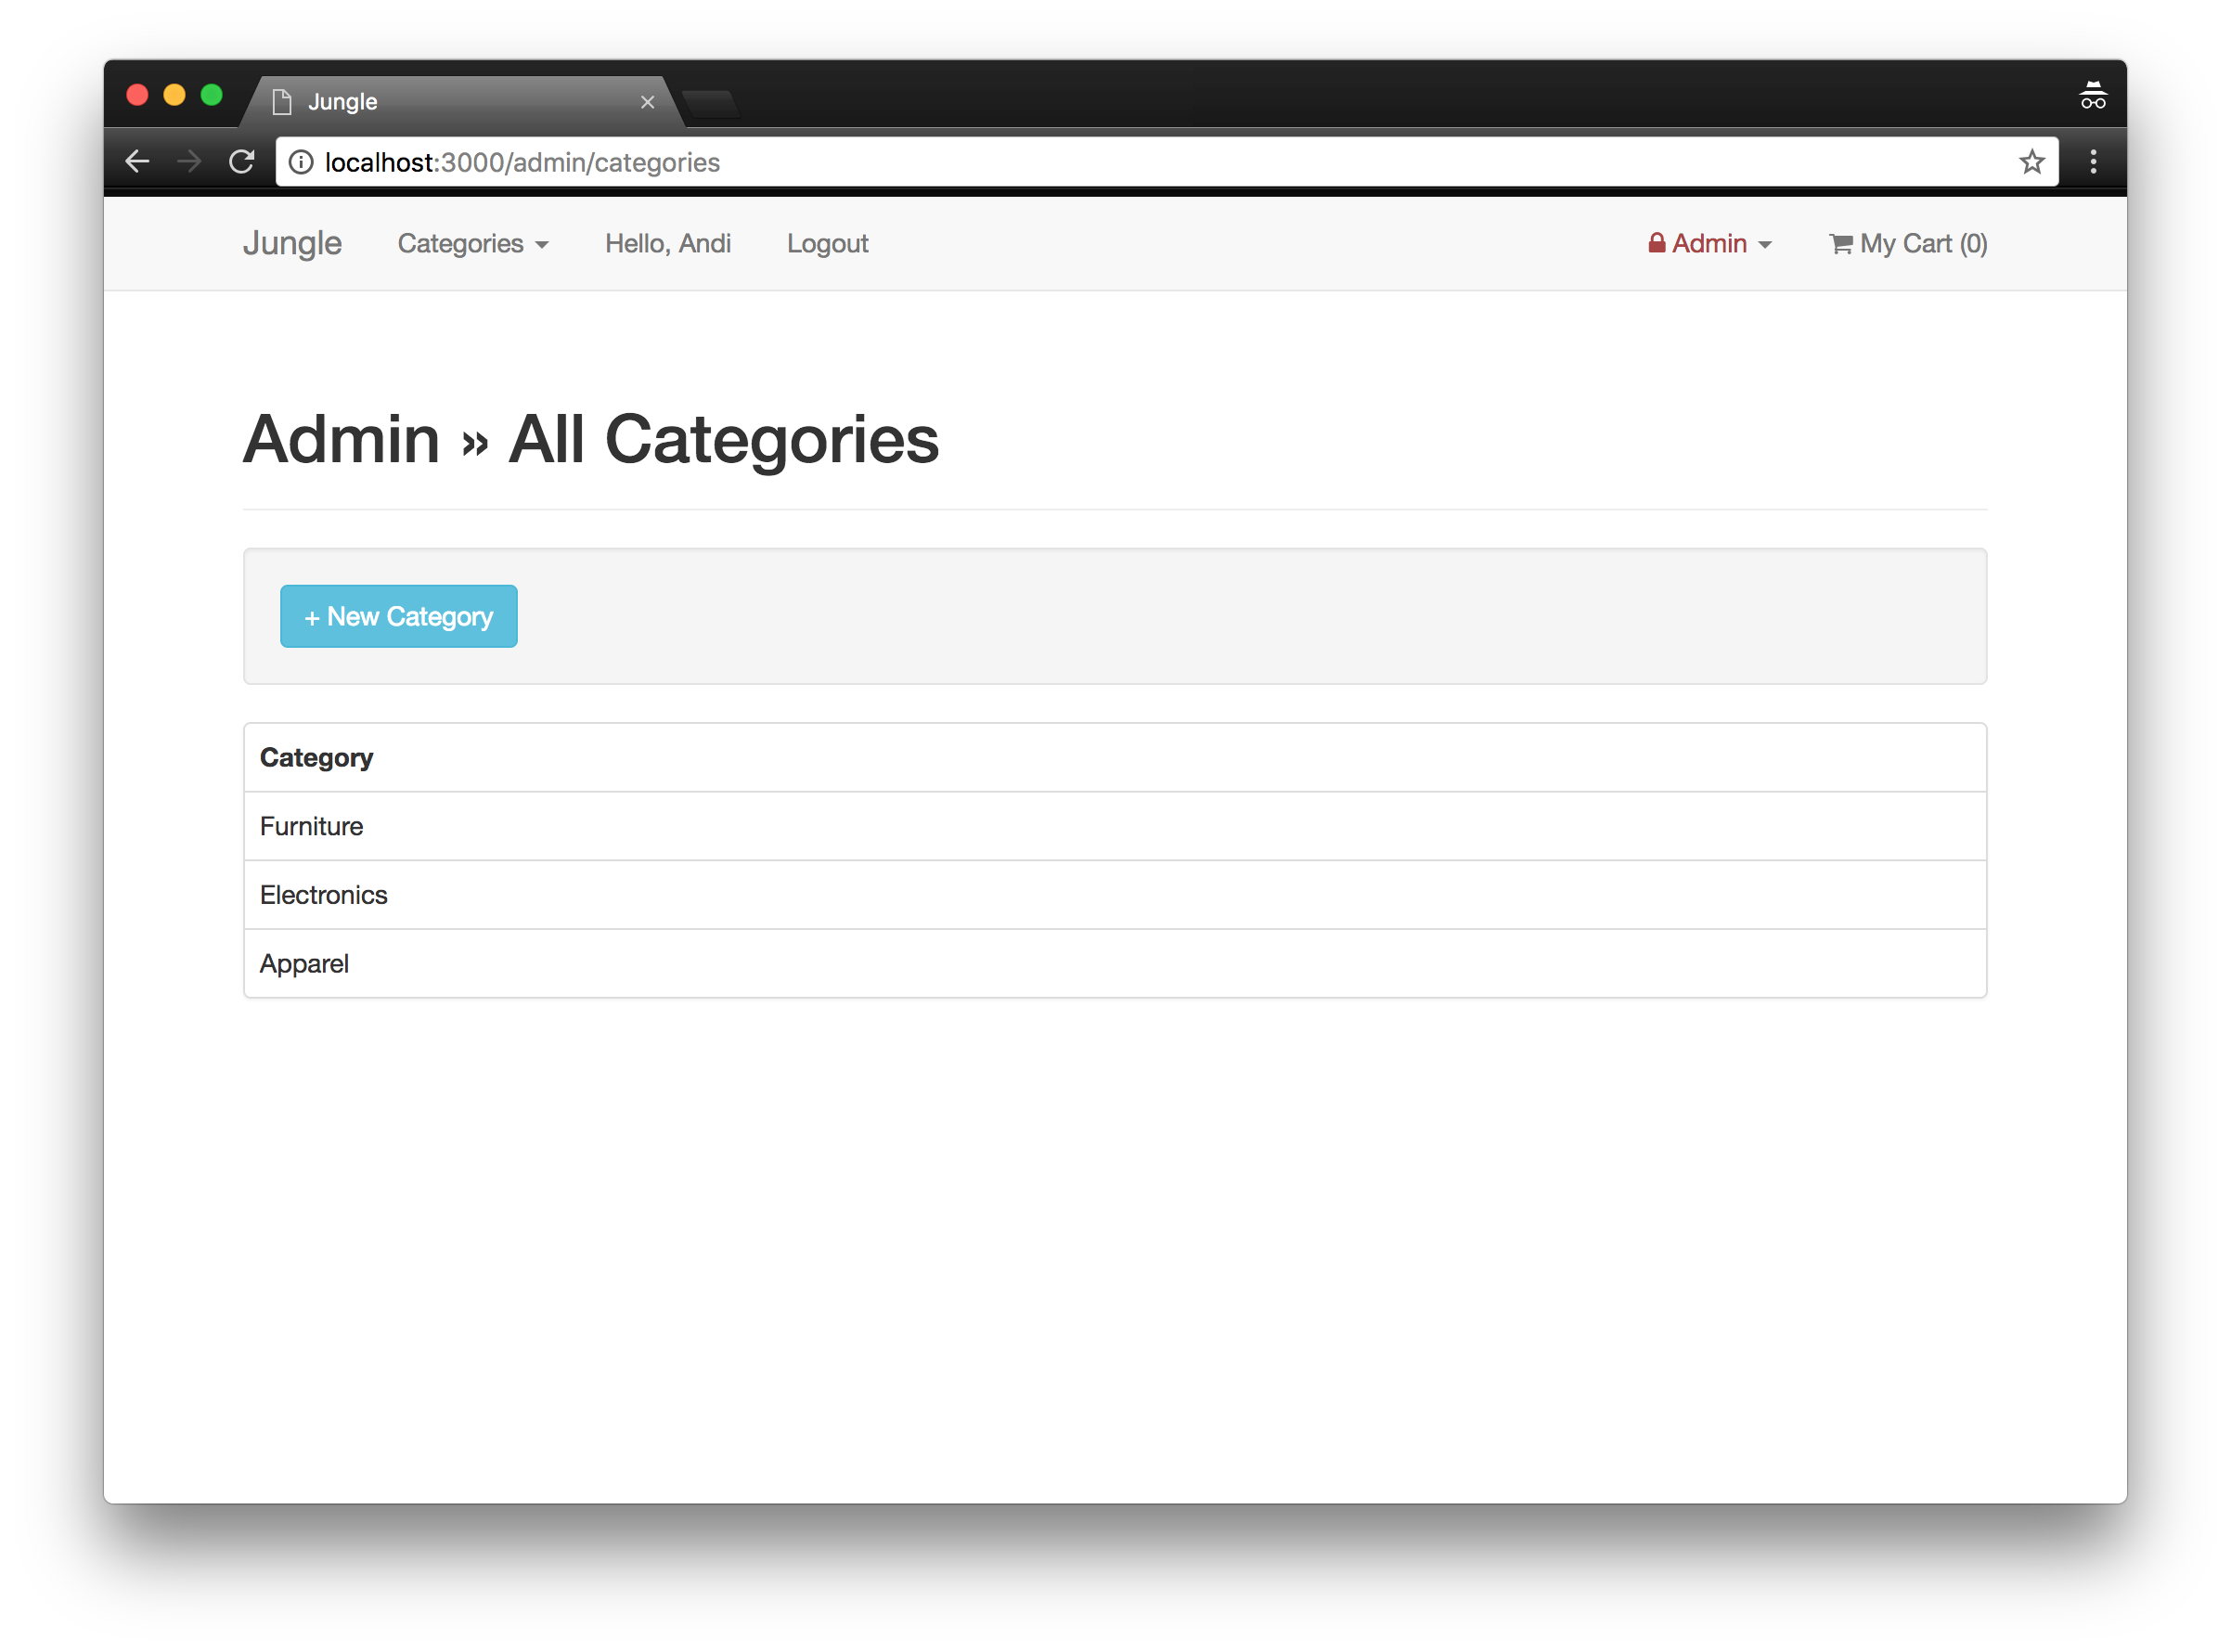 Jungle
localhost:3000/admin/categories
Jungle Categories Hello, Andi Logout Admin My Cart (0)
Admin » All Categories
+ New Category
Category
Furniture
Electronics
Apparel